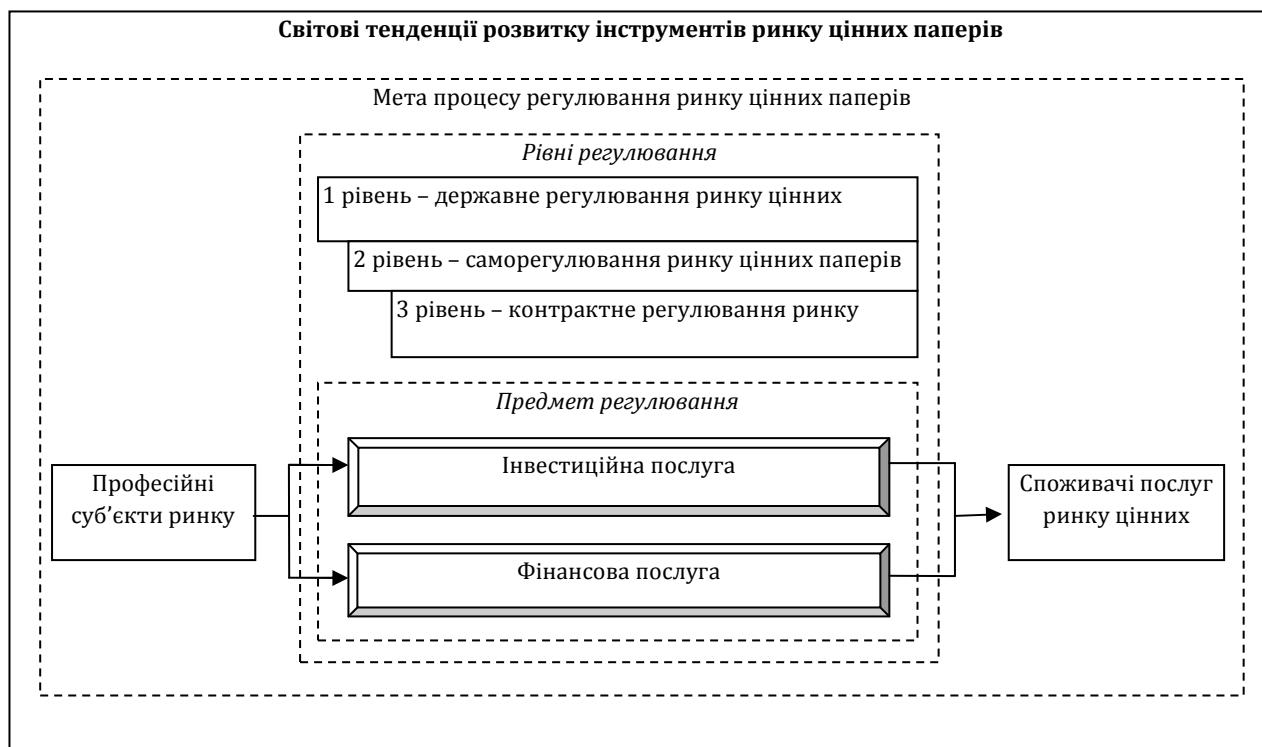 Світові тенденції розвитку інструментів ринку цінних паперів
Мета процесу регулювання ринку цінних паперів
Рівні регулювання
1 рівень – державне регулювання ринку цінних
2 рівень – саморегулювання ринку цінних паперів
3 рівень – контрактне регулювання ринку
Предмет регулювання
Професійні
суб’єкти ринку
Інвестиційна послуга
Фінансова послуга
Споживачі послуг
ринку цінних